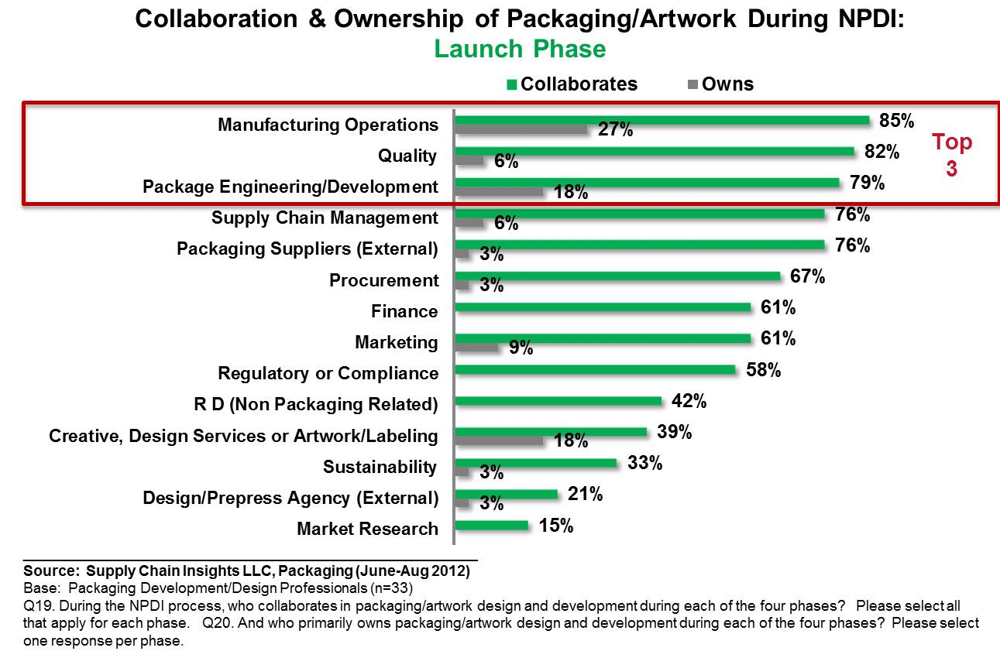 Collaboration & Ownership of Packaging/Artwork During NPDI:
Launch Phase
Collaborates Owns
Manufacturing Operations 85% 27%
Quality 82% 6%
Package Engineering/Development 79% 18%
Top
3
Supply Chain Management 76% 6%
Packaging Suppliers (External) 76% 3%
Procurement 67% 3%
Finance 61%
Marketing 61% 9%
Regulatory or Compliance 58%
R D (Non Packaging Related) 42%
Creative, Design Services or Artwork/Labeling 39% 18%
Sustainability 33% 3%
Design/Prepress Agency (External) 21% 3%
Market Research 15%
Source: Supply Chain Insights LLC, Packaging (June-Aug 2012)
Base: Packaging Development/Design Professionals (n=33)
Q19. During the NPDI process, who collaborates in packaging/artwork design and development during each of the four phases? Please select all
that apply for each phase. Q20. And who primarily owns packaging/artwork design and development during each of the four phases? Please select
one response per phase.